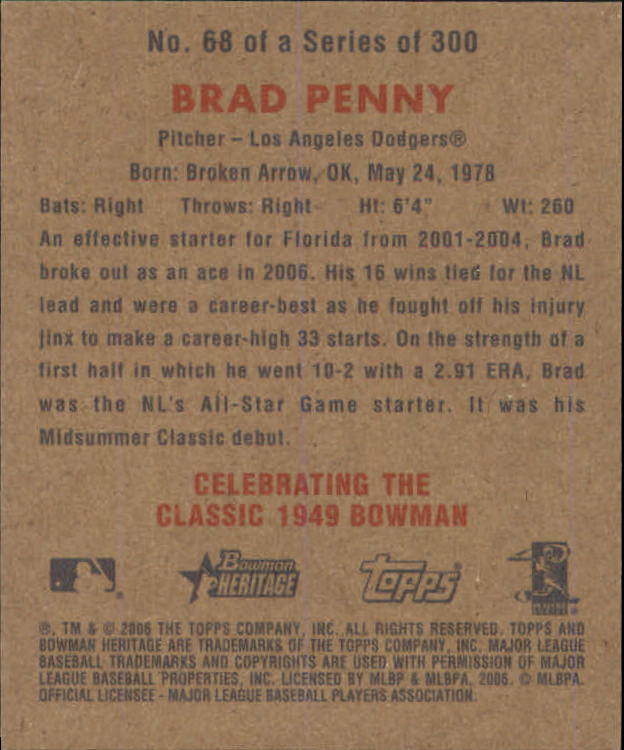 No. 68 of a Series of 300
BRAD PENNY
Pitcher – Los Angeles Dodgers®
Born: Broken Arrow, OK, May 24, 1978
Bats: Right Throws: Right Ht: 6'4" Wt: 260
An effective starter for Florida from 2001-2004, Brad
broke out as an ace in 2006. His 16 wins tied for the NL
lead and were a career-best as he fought off his injury
jinx to make a career-high 33 starts. On the strength of a
first half in which he went 10-2 with a 2.91 ERA, Brad
was the NL's All-Star Game starter. It was his
Midsummer Classic debut.
CELEBRATING THE
CLASSIC 1949 BOWMAN
Bowman HERITAGE topps
®, TM & © 2006 THE TOPPS COMPANY, INC. ALL RIGHTS RESERVED. TOPPS AND
BOWMAN HERITAGE ARE TRADEMARKS OF THE TOPPS COMPANY, INC. MAJOR LEAGUE
BASEBALL TRADEMARKS AND COPYRIGHTS ARE USED WITH PERMISSION OF MAJOR
LEAGUE BASEBALL PROPERTIES, INC. LICENSED BY MLBP & MLBPA, 2006. © MLBPA.
OFFICIAL LICENSEE - MAJOR LEAGUE BASEBALL PLAYERS ASSOCIATION.